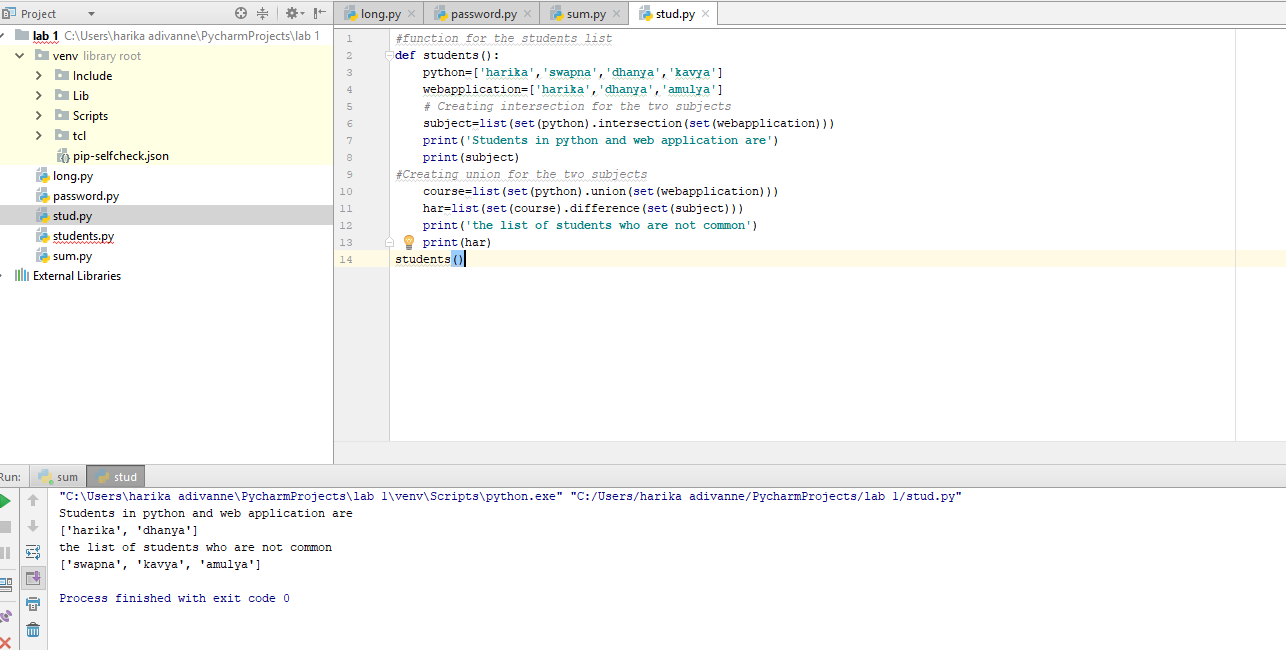 Project
long.py
password.py
sum.py
stud.py
lab 1 C:\Users\harika adivanne\PycharmProjects\lab 1
venv library root
Include
Lib
Scripts
tcl
pip-selfcheck.json
long.py
password.py
stud.py
students.py
sum.py
External Libraries
1 #function for the students list
2 def students():
3 python=['harika','swapna','dhanya','kavya']
4 webapplication=['harika','dhanya','amulya']
5 # Creating intersection for the two subjects
6 subject=list(set(python).intersection(set(webapplication)))
7 print('Students in python and web application are')
8 print(subject)
9 #Creating union for the two subjects
10 course=list(set(python).union(set(webapplication)))
11 har=list(set(course).difference(set(subject)))
12 print('the list of students who are not common')
13 print(har)
14 students()
Run: sum stud
"C:\Users\harika adivanne\PycharmProjects\lab 1\venv\Scripts\python.exe" "C:/Users/harika adivanne/PycharmProjects/lab 1/stud.py"
Students in python and web application are
['harika', 'dhanya']
the list of students who are not common
['swapna', 'kavya', 'amulya']
Process finished with exit code 0